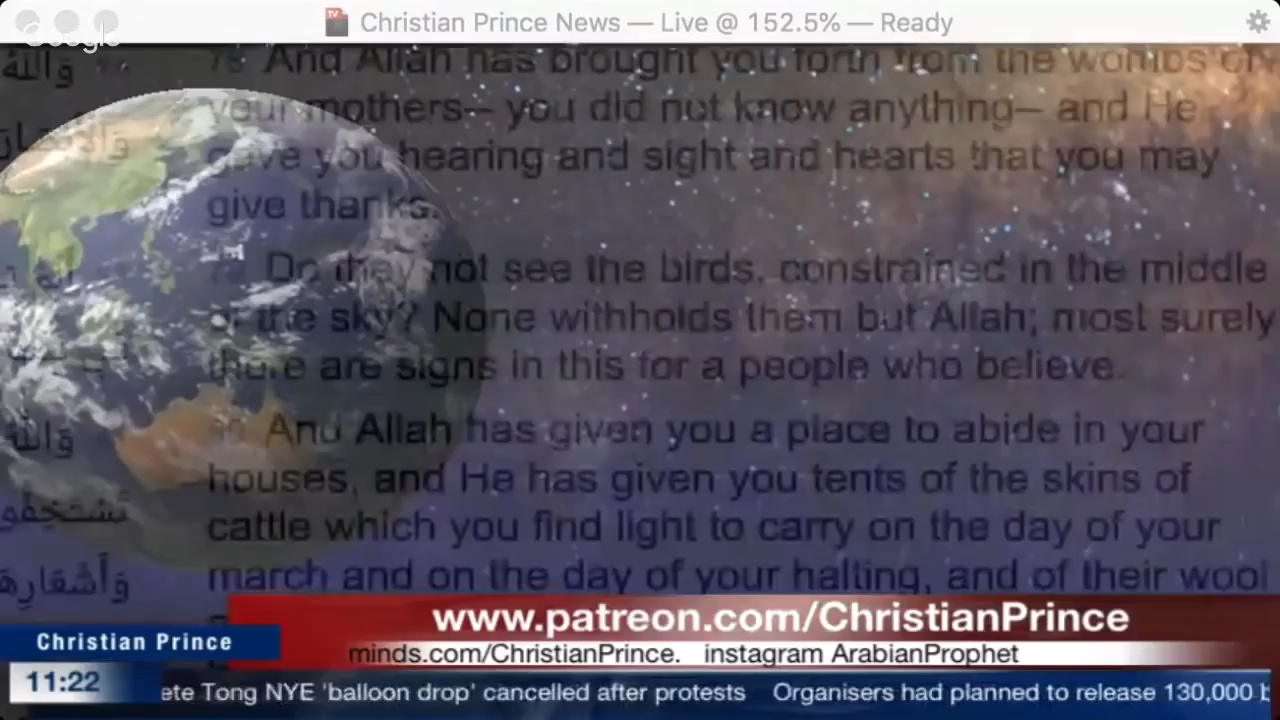 Christian Prince News — Live @ 152.5% — Ready
Google
78 And Allah has brought you forth from the wombs of
وَاللَّهُ
your mothers— you did not know anything— and He
gave you hearing and sight and hearts that you may
give thanks.
Do they not see the birds, constrained in the middle
of the sky? None withholds them but Allah; most surely
there are signs in this for a people who believe.
And Allah has given you a place to abide in your
وَاللَّهُ
houses, and He has given you tents of the skins of
cattle which you find light to carry on the day of your
march and on the day of your halting, and of their wool
www.patreon.com/ChristianPrince
Christian Prince
minds.com/ChristianPrince. instagram ArabianProphet
11:22
ete Tong NYE 'balloon drop' cancelled after protests Organisers had planned to release 130,000 b